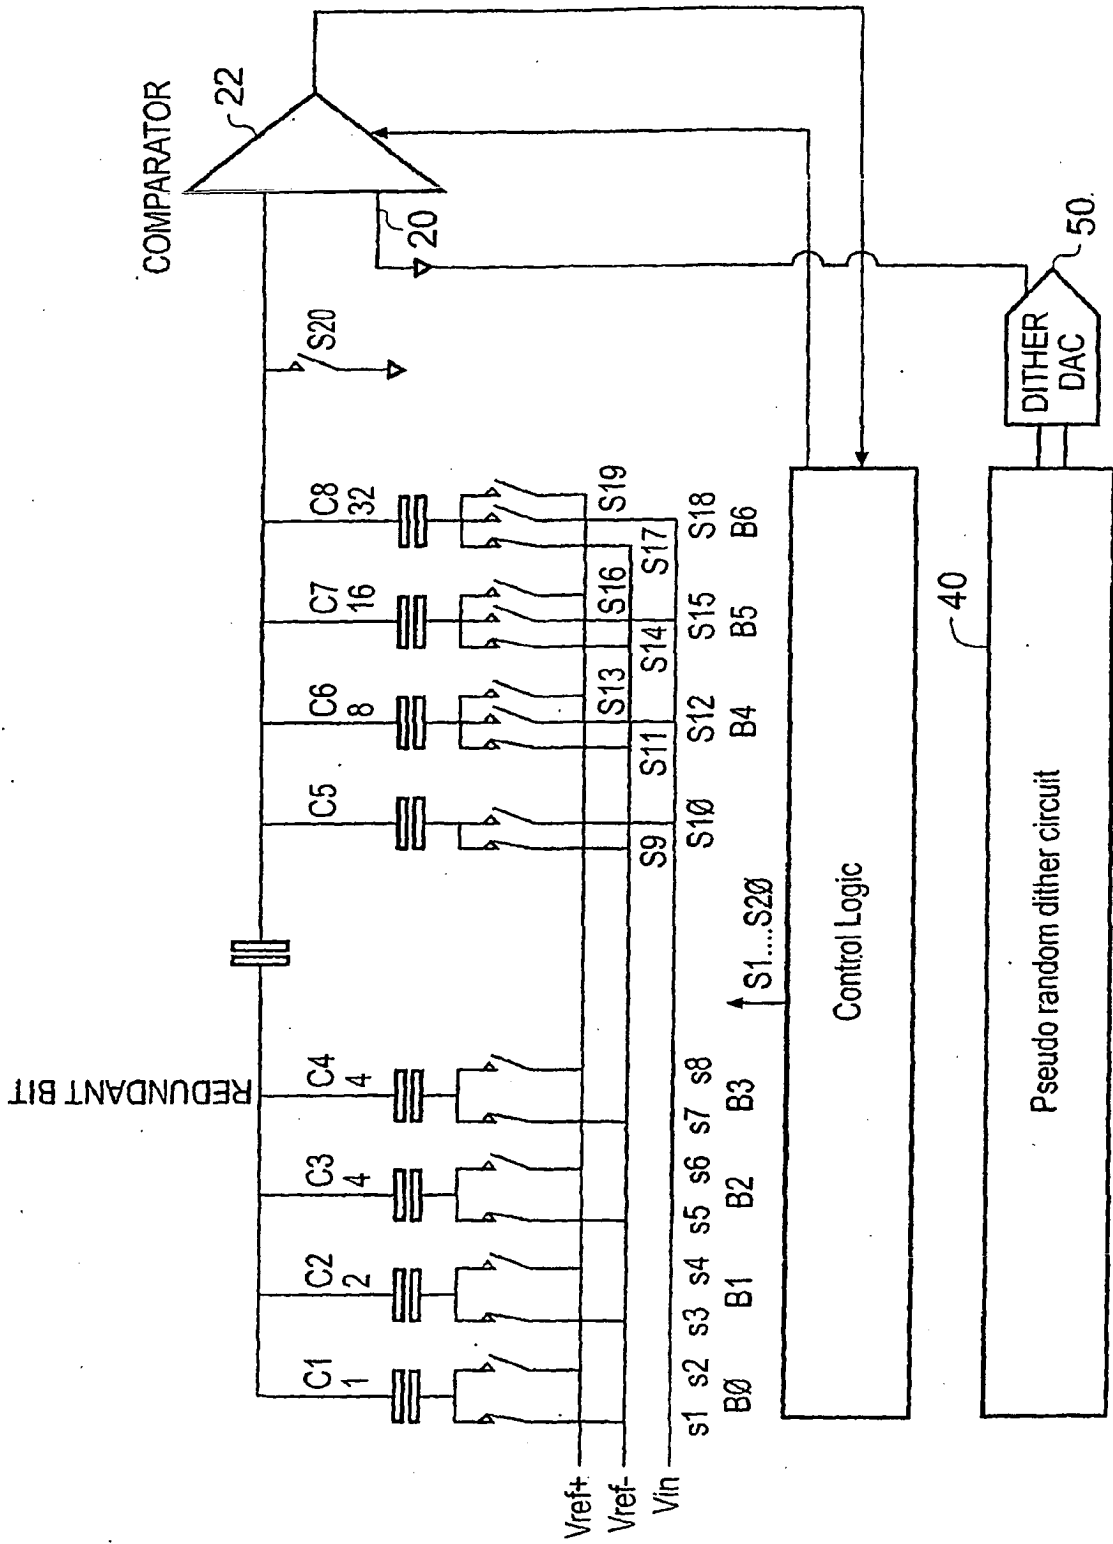 COMPARATOR
22
20
S20
REDUNDANT BIT
C1
1
C2
2
C3
4
C4
4
C5
C6
8
C7
16
C8
32
Vref+
Vref-
Vin
S13
S16
S19
S9
S11
S14
S17
s1 s2
s3 s4
s5 s6
s7 s8
S1Ø
S12
S15
S18
BØ
B1
B2
B3
B4
B5
B6
S1....S2Ø
Control Logic
40
Pseudo random dither circuit
DITHER
DAC
50